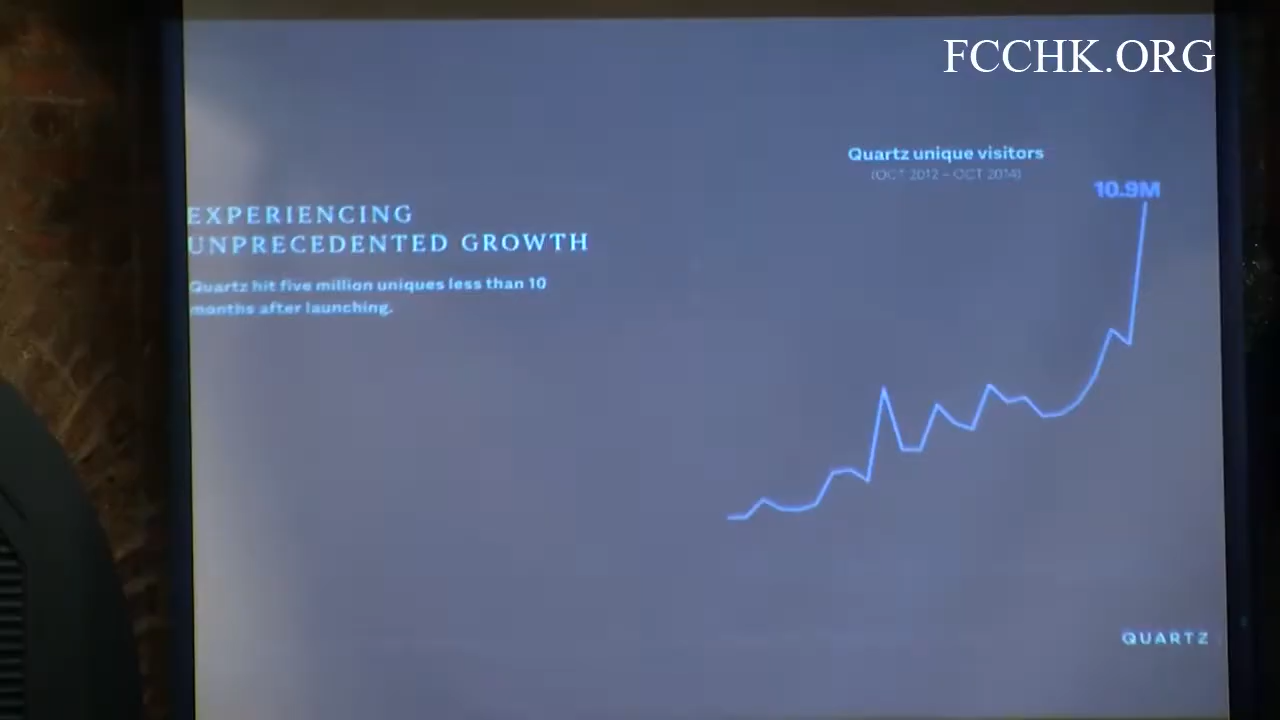 FCCHK.ORG
EXPERIENCING
UNPRECEDENTED GROWTH
Quartz hit five million uniques less than 10
months after launching.
Quartz unique visitors
(OCT 2012 – OCT 2014)
10.9M
QUARTZ